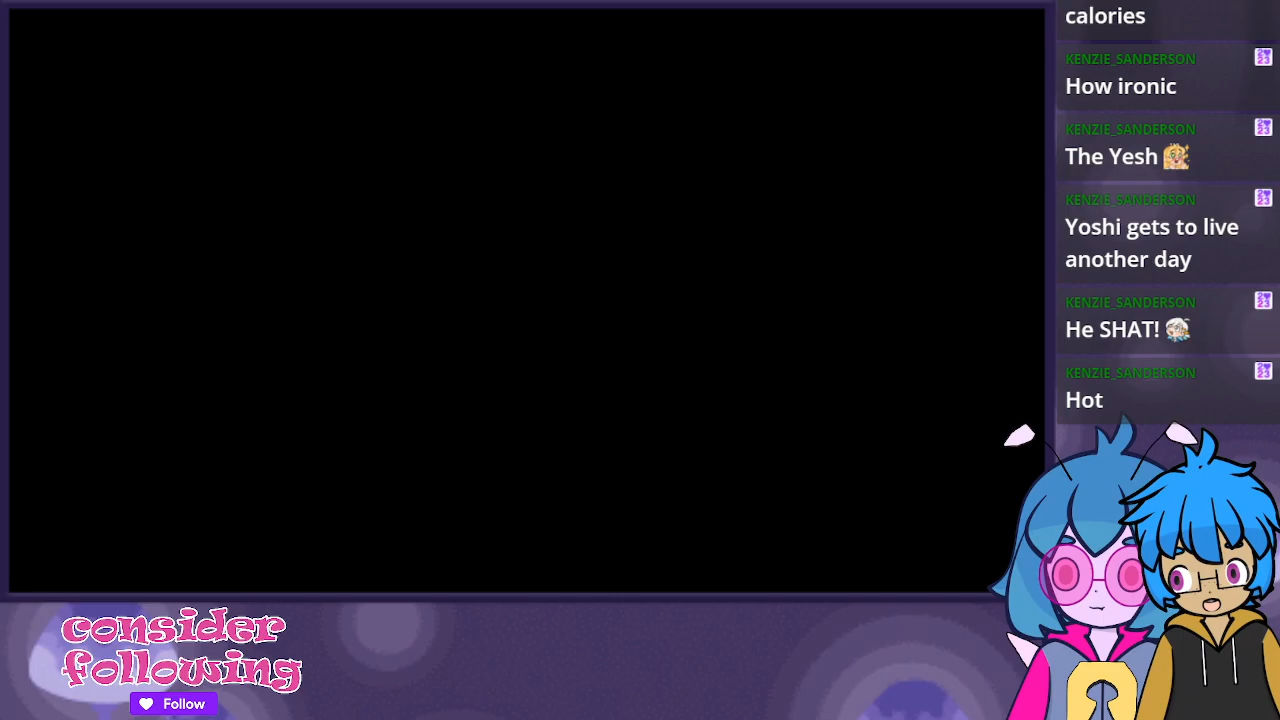 calories
KENZIE_SANDERSON
How ironic
KENZIE_SANDERSON
The Yesh
KENZIE_SANDERSON
Yoshi gets to live
another day
KENZIE_SANDERSON
He SHAT!
KENZIE_SANDERSON
Hot
consider
following
Follow